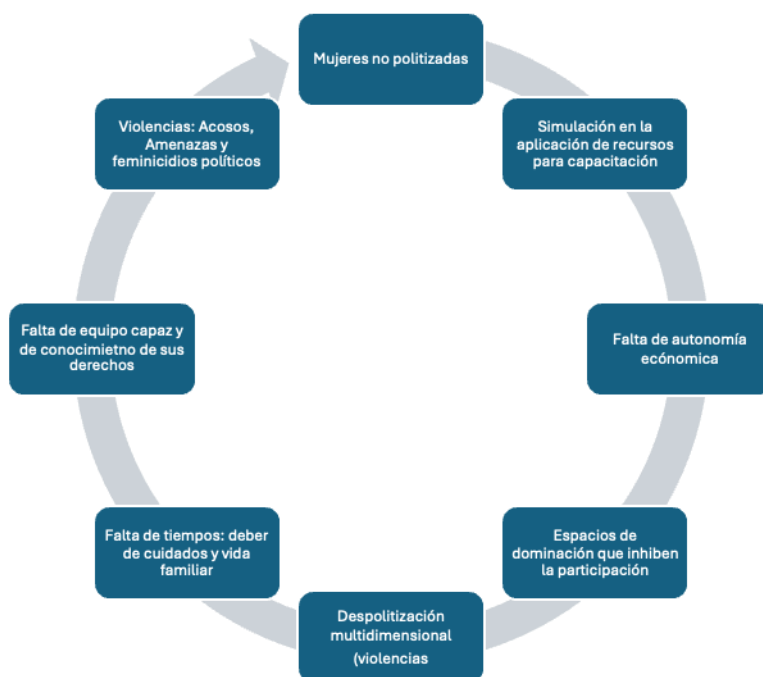 Mujeres no politizadas
Simulación en la
aplicación de recursos
para capacitación
Falta de autonomía
ecónomica
Espacios de
dominación que inhiben
la participación
Despolitización
multidimensional
(violencias
Falta de tiempos: deber
de cuidados y vida
familiar
Falta de equipo capaz y
de conocimietno de sus
derechos
Violencias: Acosos,
Amenazas y
feminicidios políticos